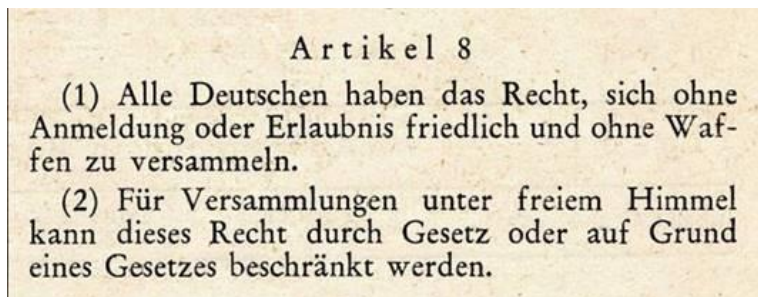 Artikel 8
(1) Alle Deutschen haben das Recht, sich ohne
Anmeldung oder Erlaubnis friedlich und ohne Waf-
fen zu versammeln.
(2) Für Versammlungen unter freiem Himmel
kann dieses Recht durch Gesetz oder auf Grund
eines Gesetzes beschränkt werden.